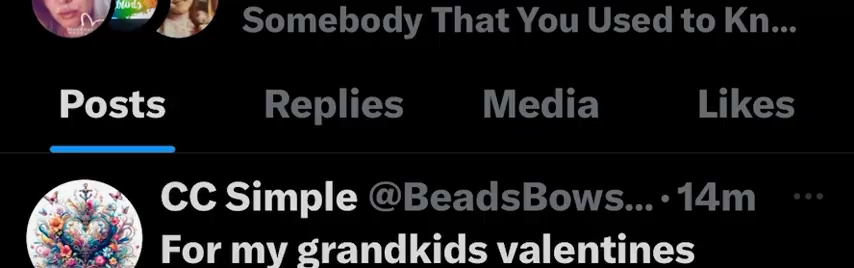 Somebody That You Used to Kn...
Posts Replies Media Likes
CC Simple @BeadsBows... · 14m
For my grandkids valentines